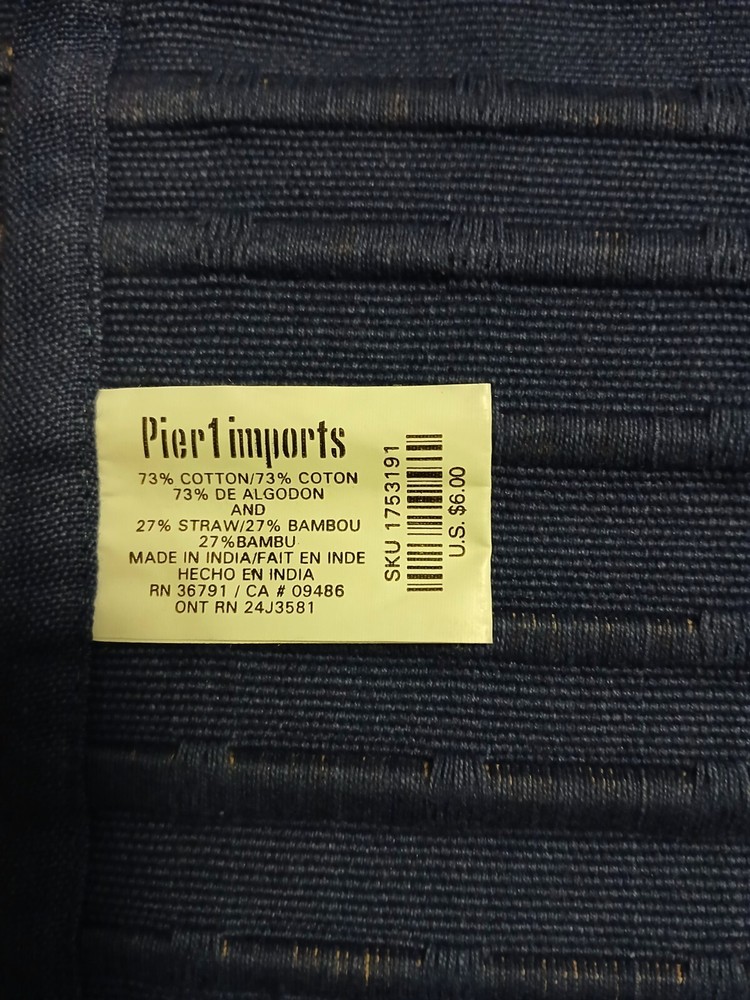 Pier1imports
73% COTTON/73% COTON
73% DE ALGODON
AND
27% STRAW/27% BAMBOU
27%BAMBU
MADE IN INDIA/FAIT EN INDE
HECHO EN INDIA
RN 36791 / CA # 09486
ONT RN 24J3581
SKU 1753191
U.S. $6.00